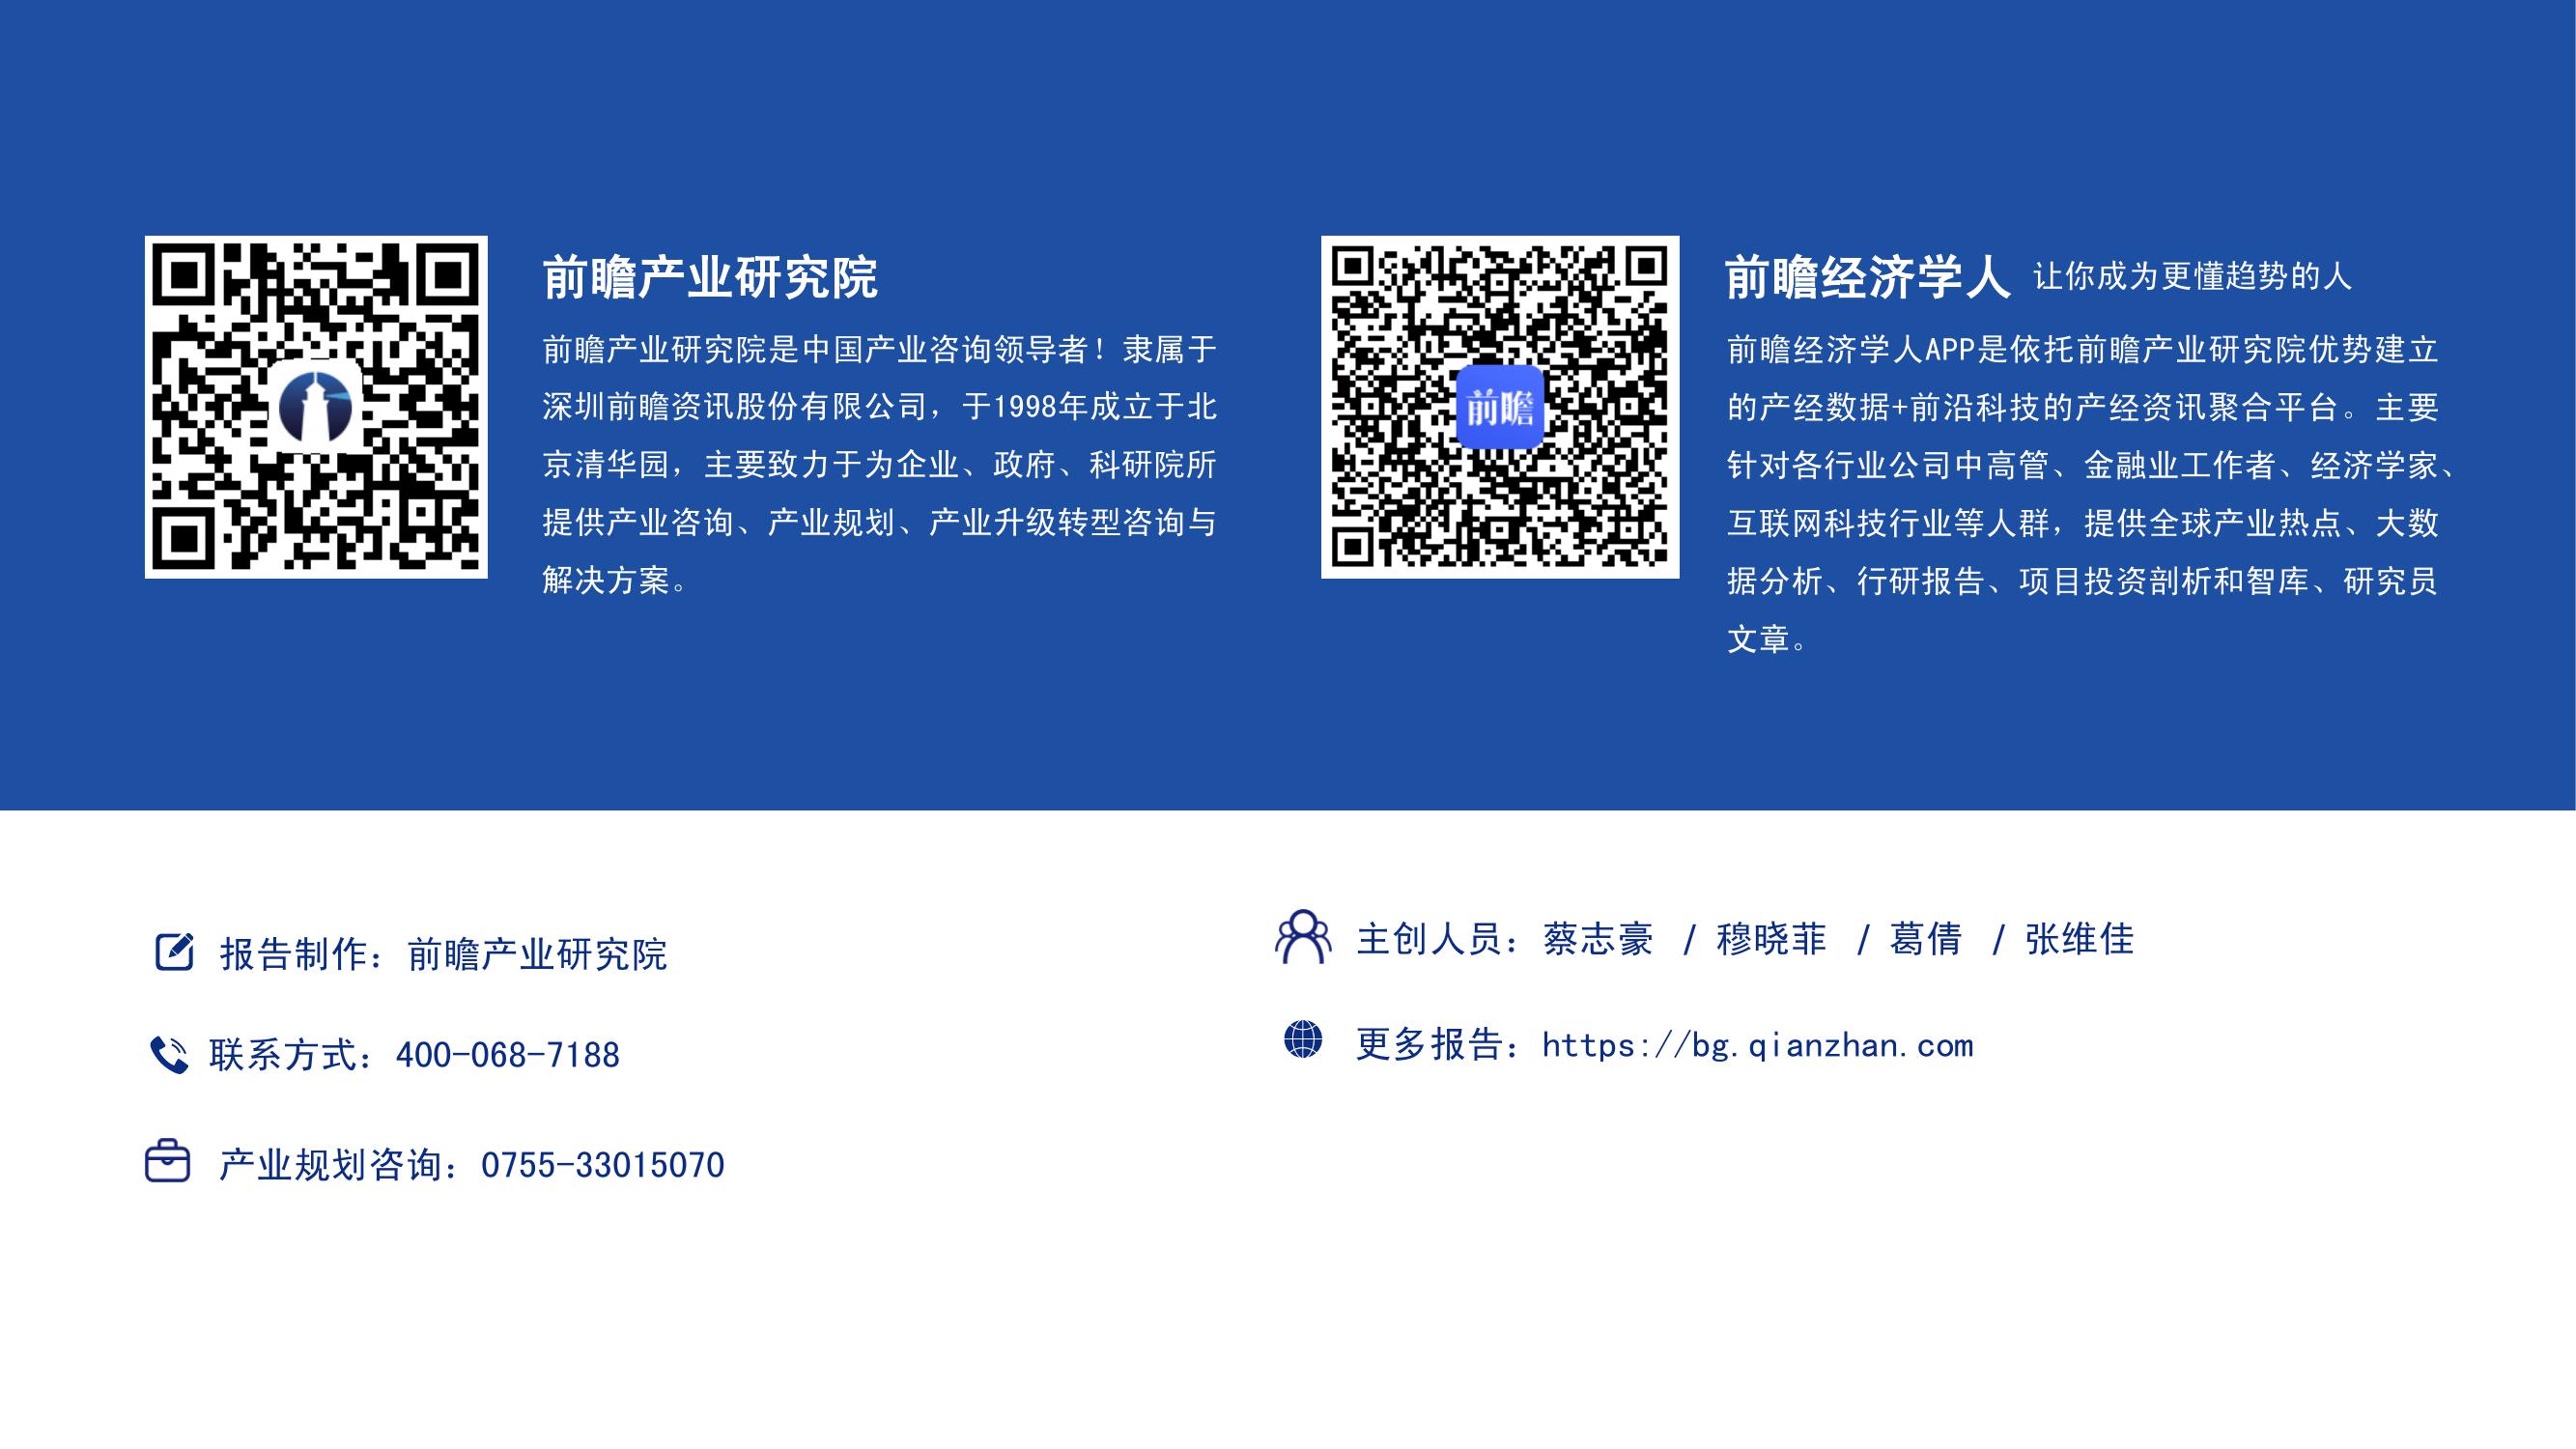 前瞻产业研究院
前瞻产业研究院是中国产业咨询领导者！隶属于
深圳前瞻资讯股份有限公司，于1998年成立于北
京清华园，主要致力于为企业、政府、科研院所
提供产业咨询、产业规划、产业升级转型咨询与
解决方案。
前瞻
前瞻经济学人 让你成为更懂趋势的人
前瞻经济学人APP是依托前瞻产业研究院优势建立
的产经数据+前沿科技的产经资讯聚合平台。主要
针对各行业公司中高管、金融业工作者、经济学家、
互联网科技行业等人群，提供全球产业热点、大数
据分析、行研报告、项目投资剖析和智库、研究员
文章。
报告制作：前瞻产业研究院
联系方式：400-068-7188
产业规划咨询：0755-33015070
主创人员：蔡志豪 / 穆晓菲 / 葛倩 / 张维佳
更多报告：https://bg.qianzhan.com